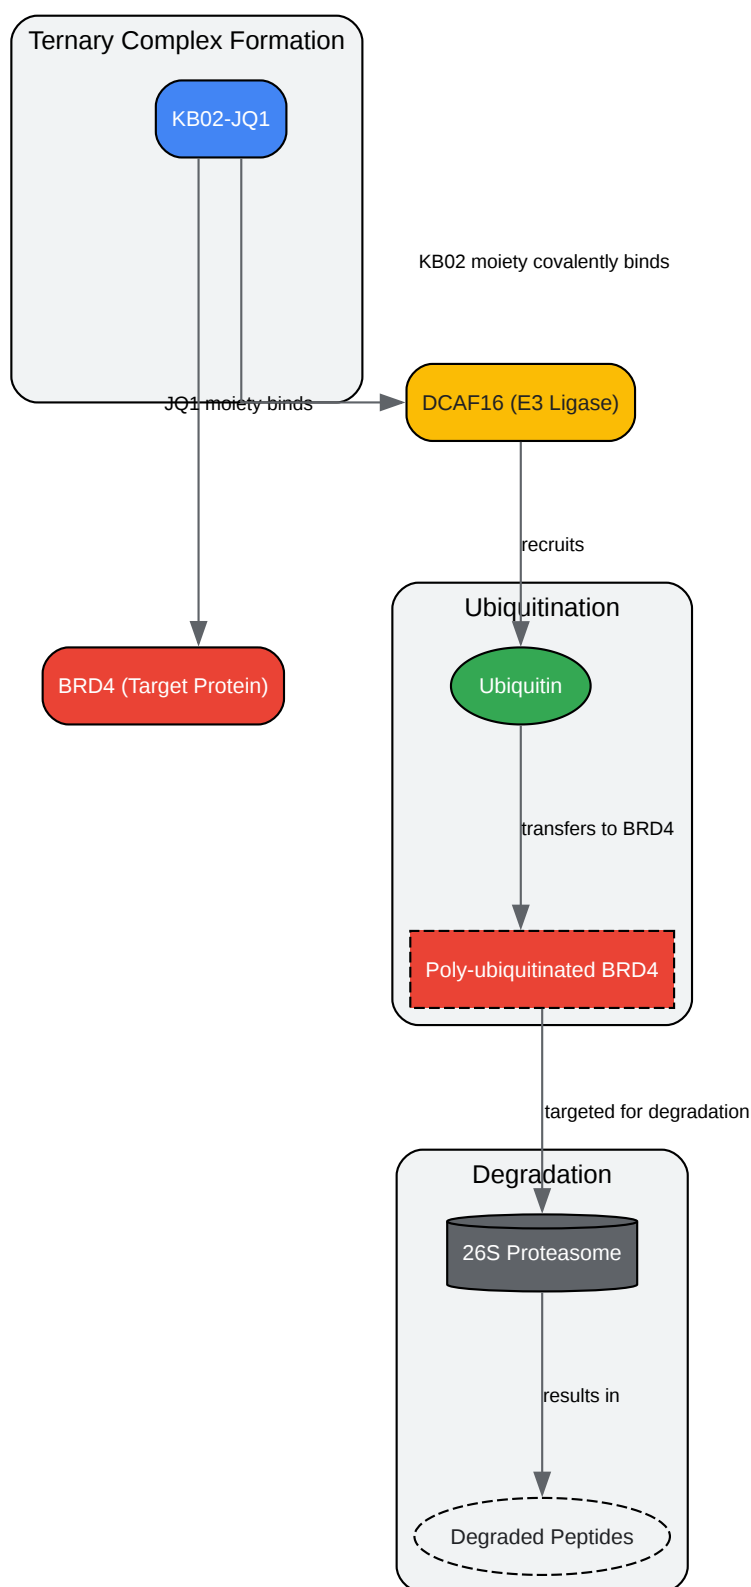 Ternary Complex Formation
KB02-JQ1
KB02 moiety covalently binds
JQ1 moiety binds
DCAF16 (E3 Ligase)
recruits
Ubiquitination
BRD4 (Target Protein)
Ubiquitin
transfers to BRD4
Poly-ubiquitinated BRD4
targeted for degradation
Degradation
26S Proteasome
results in
Degraded Peptides